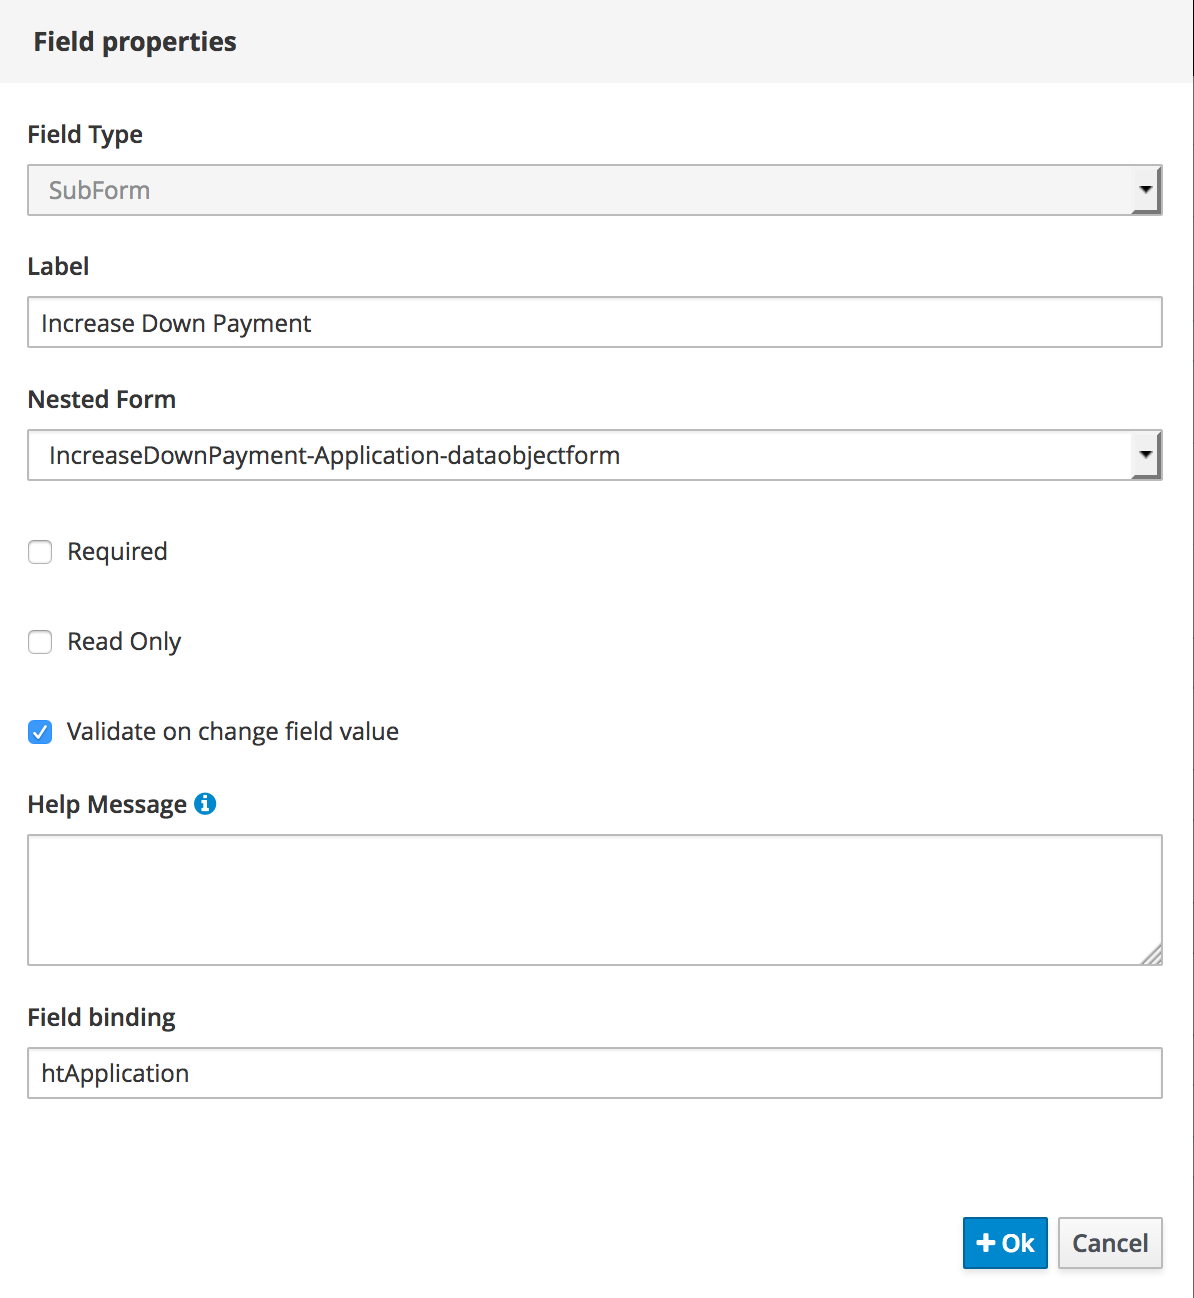 Field properties
Field Type
SubForm
Label
Increase Down Payment
Nested Form
IncreaseDownPayment-Application-dataobjectform
Required
Read Only
Validate on change field value
Help Message
Field binding
htApplication
Ok Cancel